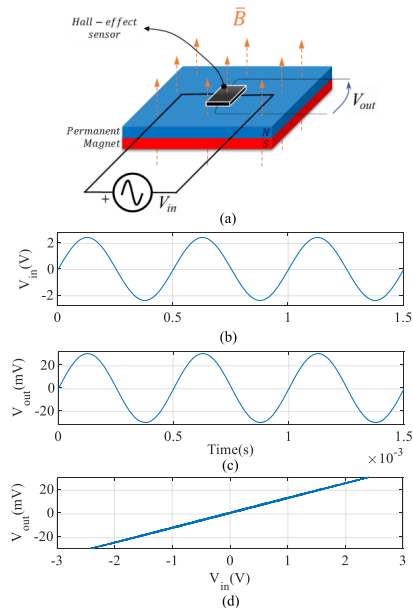 Hall-effect
sensor
B̄
V_out
Permanent
Magnet
N
S
+
V_in
(a)
V_in(V)
2
0
-2
0
0.5
1
1.5
(b)
V_out(mV)
20
0
-20
0
0.5
1
1.5
Time(s)
×10^-3
(c)
V_out(mV)
20
0
-20
-3
-2
-1
0
1
2
3
V_in(V)
(d)